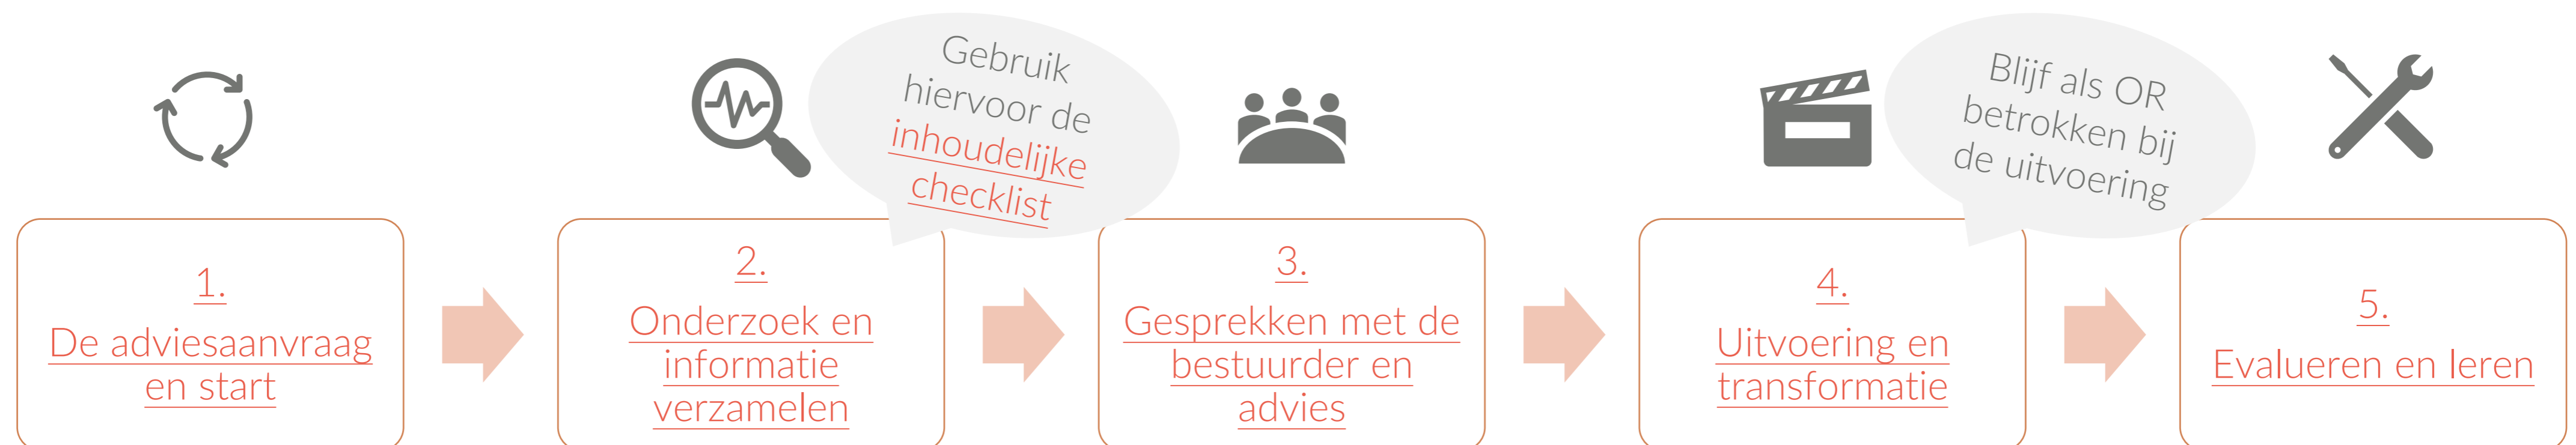 Gebruik
hiervoor de
inhoudelijke
checklist
Blijf als OR
betrokken bij
de uitvoering
1.
De adviesaanvraag
en start
2.
Onderzoek en
informatie
verzamelen
3.
Gesprekken met de
bestuurder en
advies
4.
Uitvoering en
transformatie
5.
Evalueren en leren